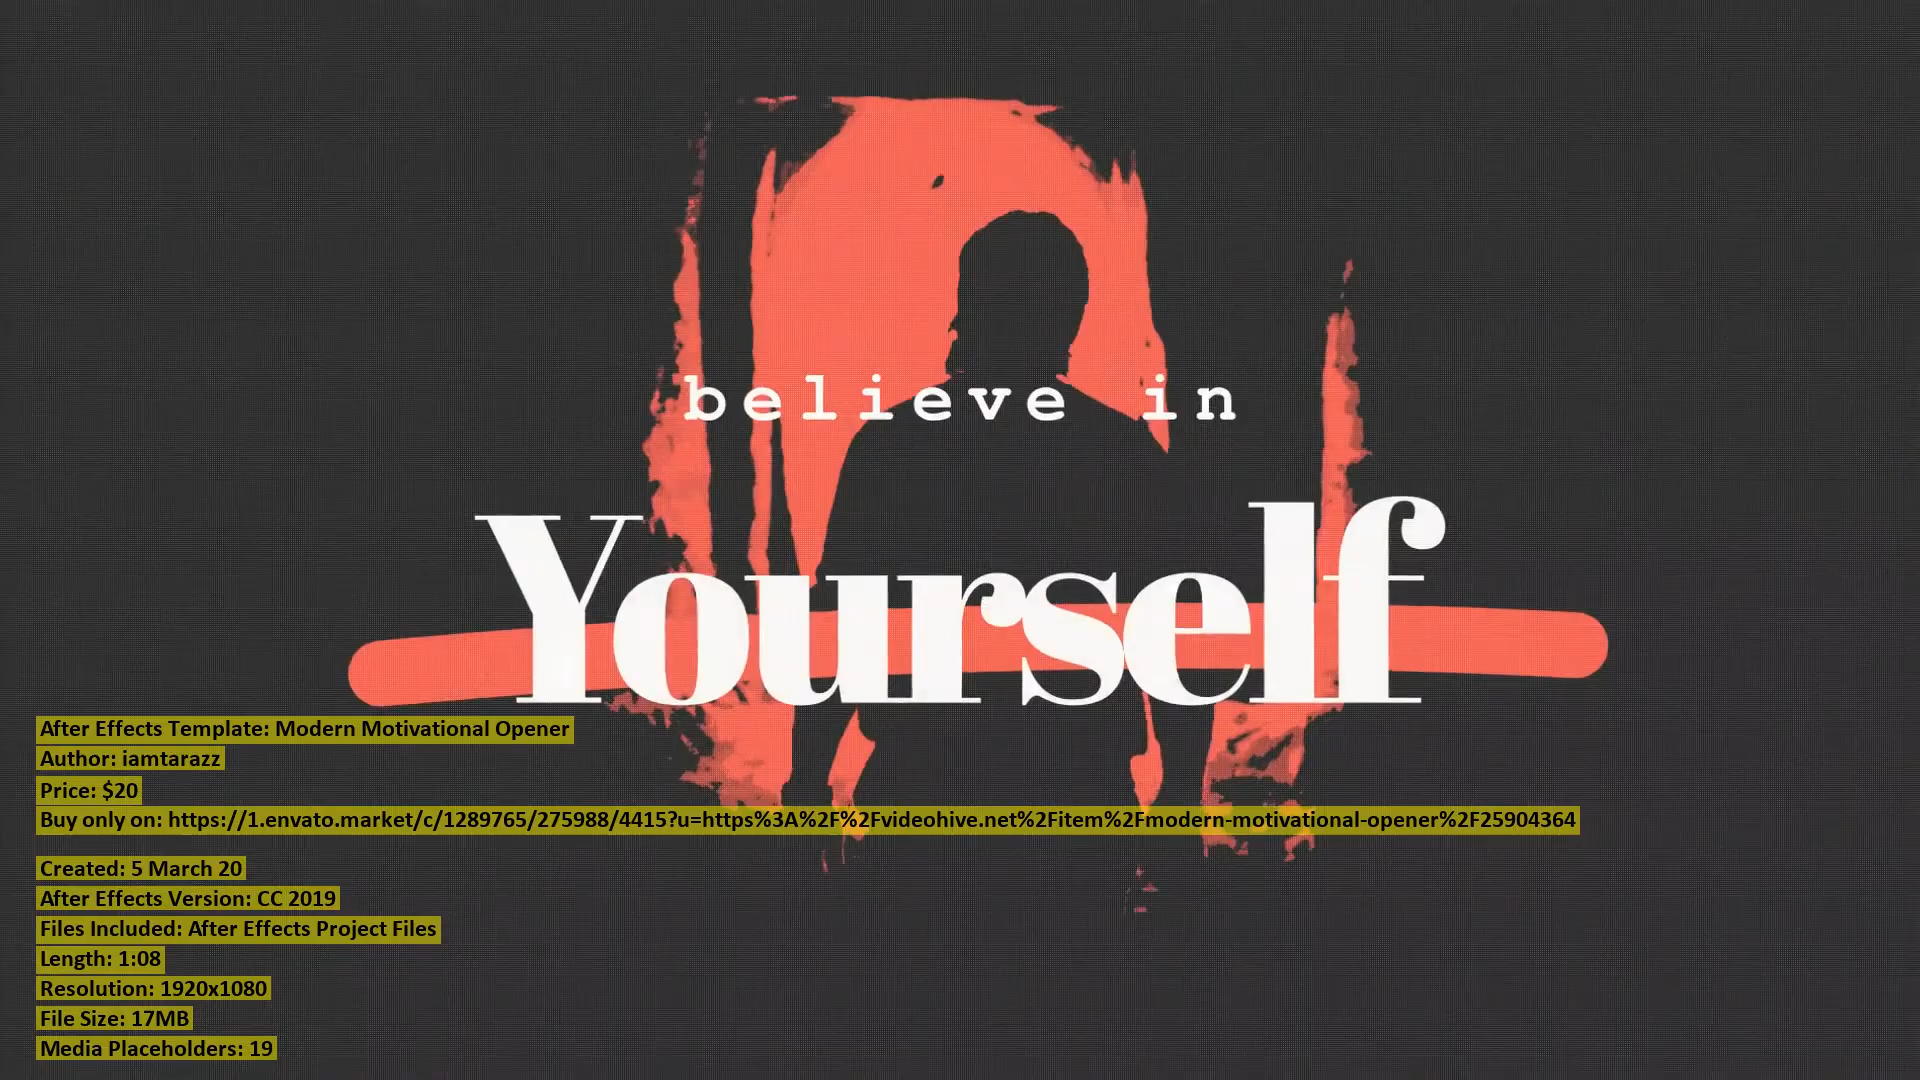 believe in
Yourself
After Effects Template: Modern Motivational Opener
Author: iamtarazz
Price: $20
Buy only on: https://1.envato.market/c/1289765/275988/4415?u=https%3A%2F%2Fvideohive.net%2Fitem%2Fmodern-motivational-opener%2F25904364
Created: 5 March 20
After Effects Version: CC 2019
Files Included: After Effects Project Files
Length: 1:08
Resolution: 1920x1080
File Size: 17MB
Media Placeholders: 19